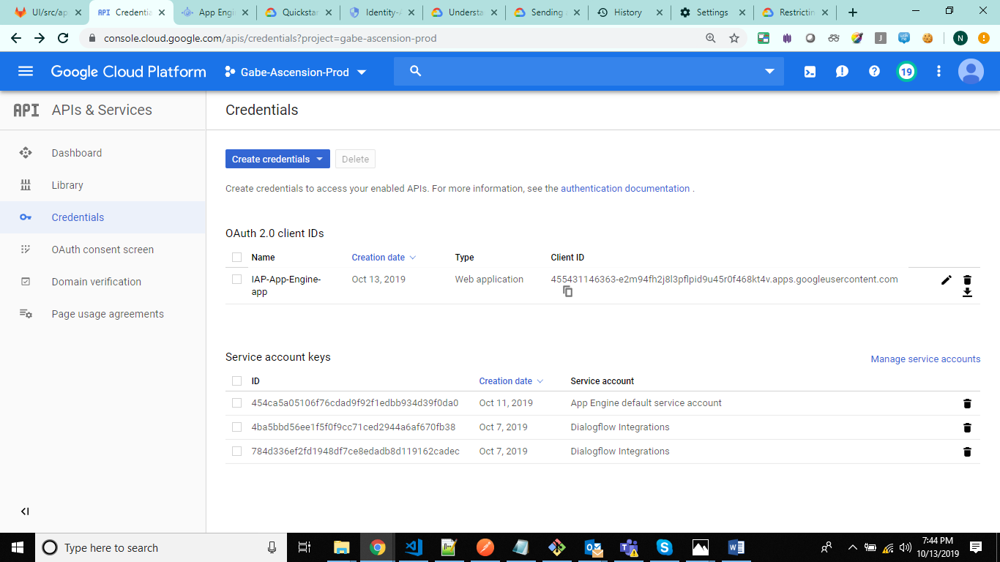 UI/src/ap
API Credentia
App Engi
Quickstar
Identity-A
Understa
Sending
History
Settings
Restrictin
console.cloud.google.com/apis/credentials?project=gabe-ascension-prod
J
N
Google Cloud Platform
Gabe-Ascension-Prod
19
API APIs & Services
Credentials
Dashboard
Library
Credentials
OAuth consent screen
Domain verification
Page usage agreements
Create credentials
Delete
Create credentials to access your enabled APIs. For more information, see the authentication documentation .
OAuth 2.0 client IDs
Name Creation date Type Client ID
IAP-App-Engine- Oct 13, 2019 Web application 455431146363-e2m94fh2j8l3pflpid9u45r0f468kt4v.apps.googleusercontent.com
app
Service account keys
Manage service accounts
ID Creation date Service account
454ca5a05106f76cdad9f92f1edbb934d39f0da0 Oct 11, 2019 App Engine default service account
4ba5bbd56ee1f5f0f9cc71ced2944a6af670fb38 Oct 7, 2019 Dialogflow Integrations
784d336ef2fd1948df7ce8edadb8d119162cadec Oct 7, 2019 Dialogflow Integrations
Type here to search
7:44 PM
10/13/2019